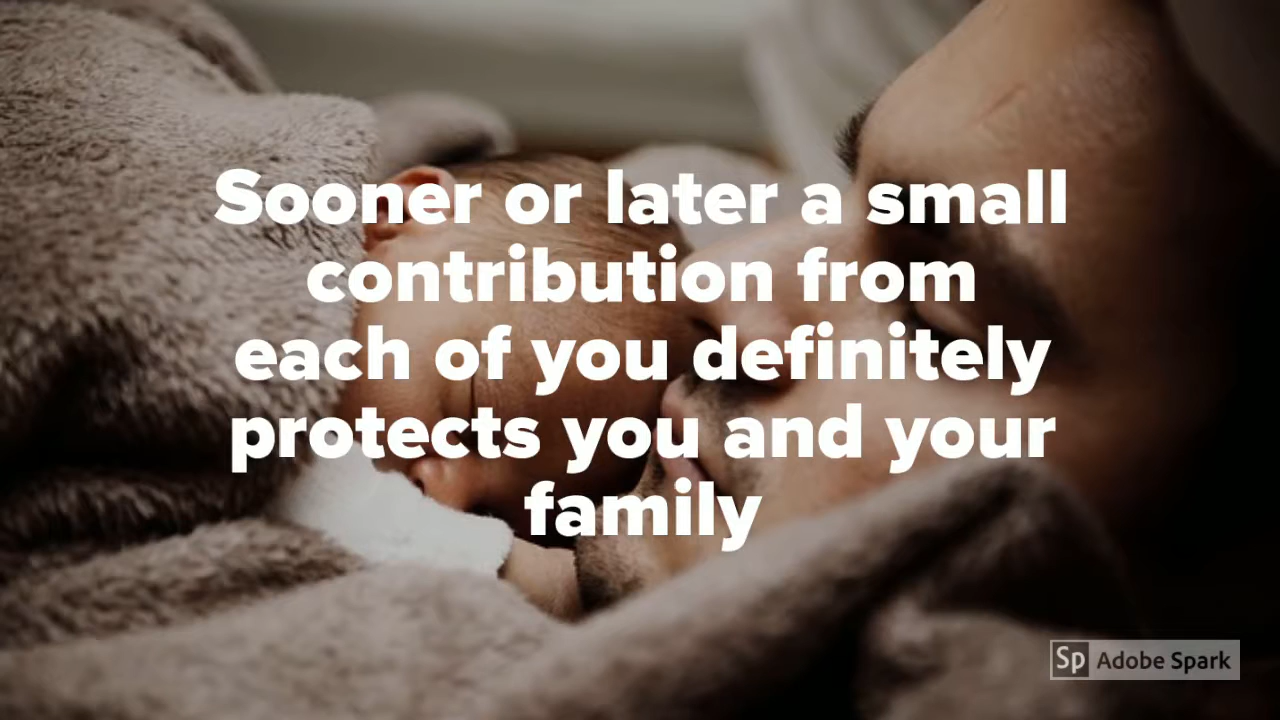 Sooner or later a small
contribution from
each of you definitely
protects you and your
family
Sp Adobe Spark